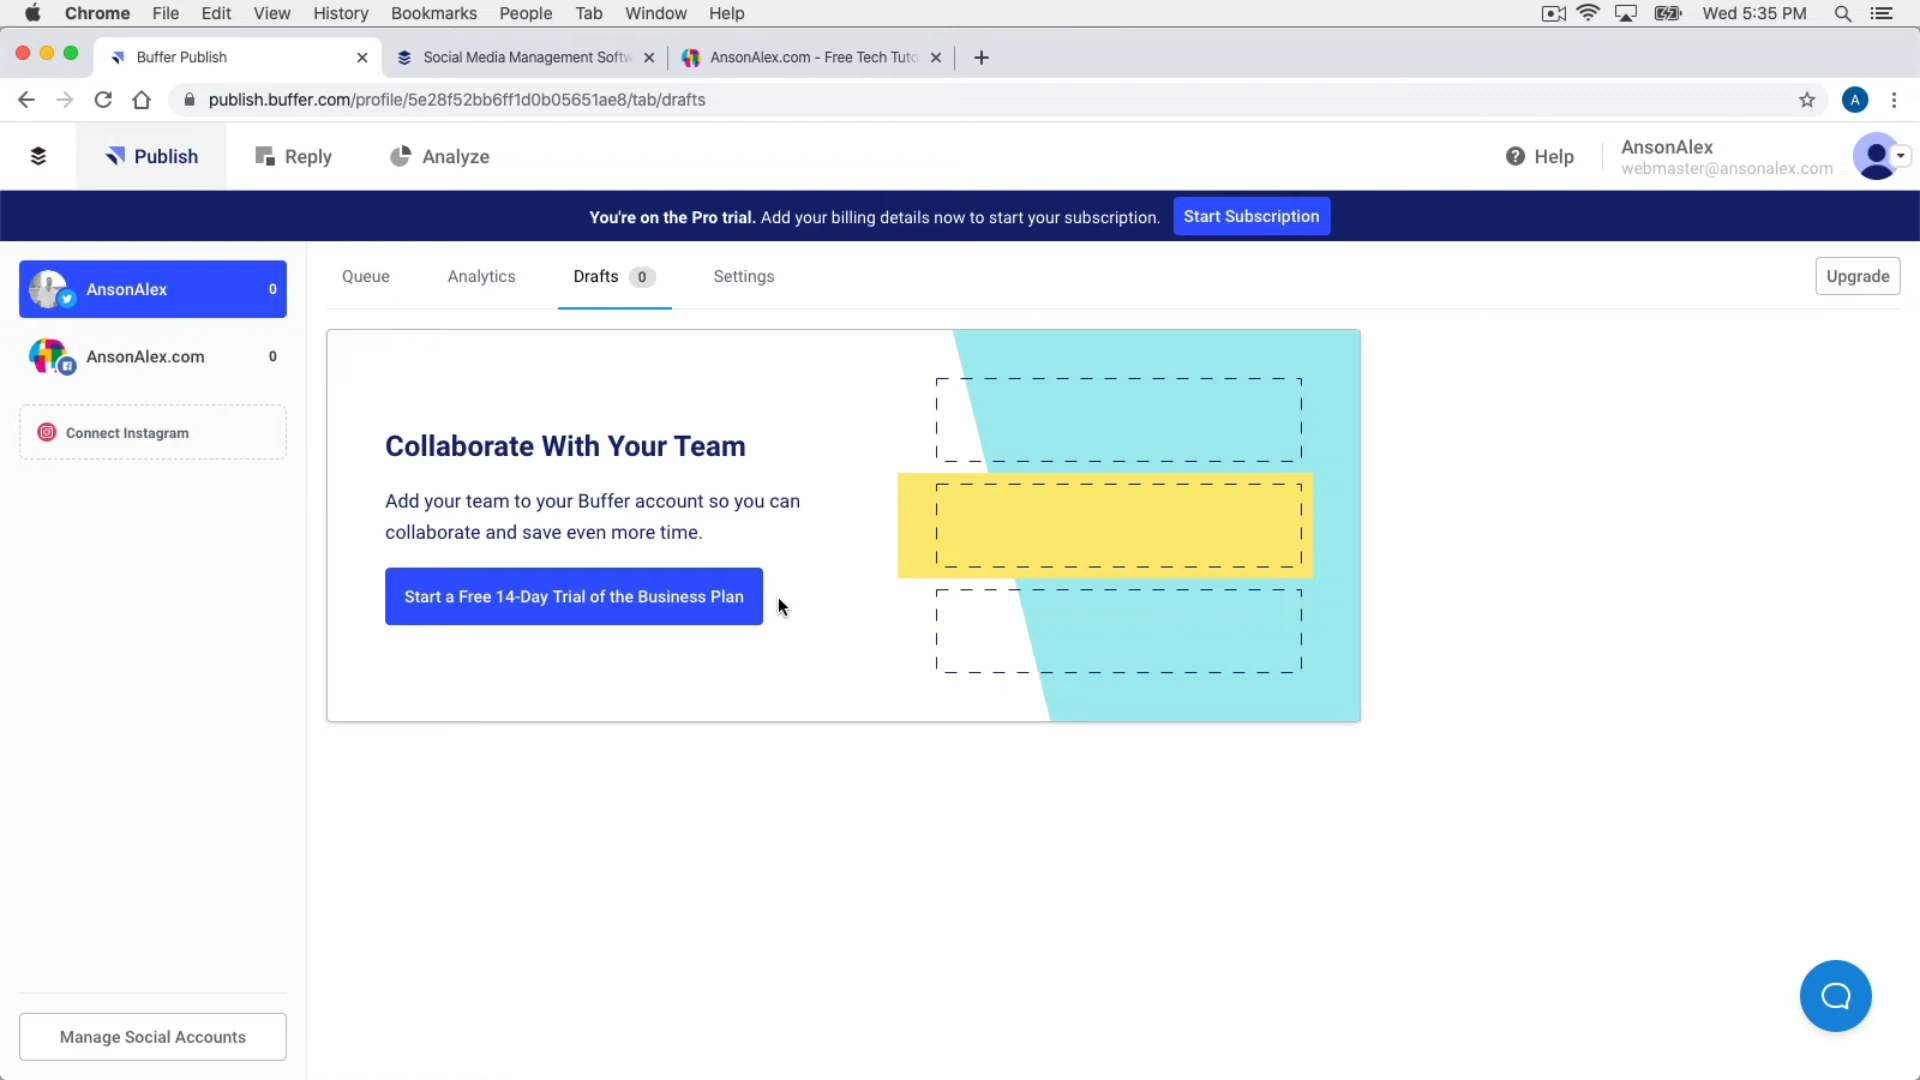 Chrome File Edit View History Bookmarks People Tab Window Help Wed 5:35 PM
Buffer Publish Social Media Management Softw AnsonAlex.com - Free Tech Tuto
publish.buffer.com/profile/5e28f52bb6ff1d0b05651ae8/tab/drafts A
Publish Reply Analyze Help AnsonAlex
webmaster@ansonalex.com
You're on the Pro trial. Add your billing details now to start your subscription. Start Subscription
AnsonAlex 0
AnsonAlex.com 0
Connect Instagram
Queue Analytics Drafts 0 Settings Upgrade
Collaborate With Your Team
Add your team to your Buffer account so you can
collaborate and save even more time.
Start a Free 14-Day Trial of the Business Plan
Manage Social Accounts